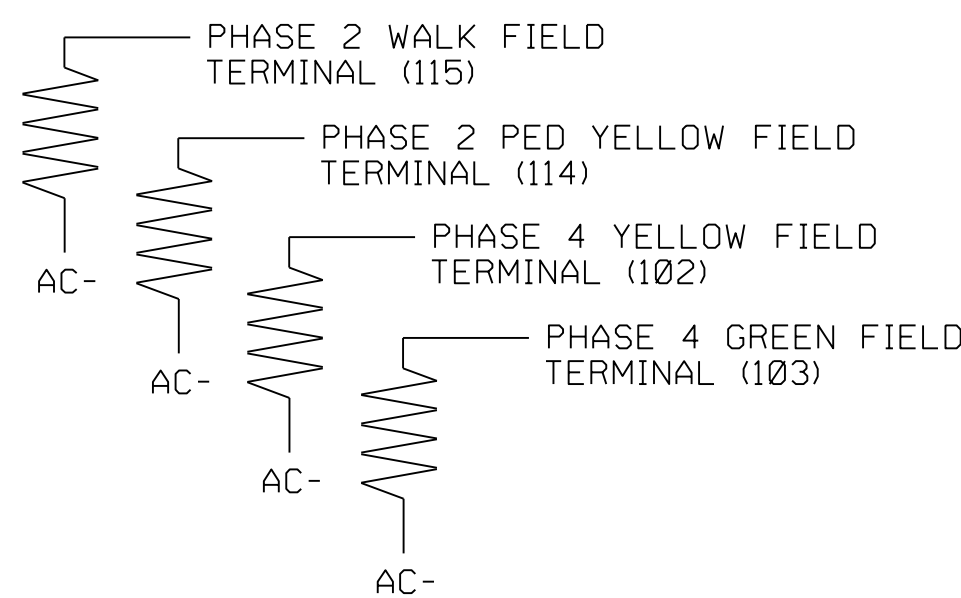 PHASE 2 WALK FIELD
TERMINAL (115)
PHASE 2 PED YELLOW FIELD
TERMINAL (114)
PHASE 4 YELLOW FIELD
TERMINAL (102)
AC-
PHASE 4 GREEN FIELD
TERMINAL (103)
AC-
AC-
AC-